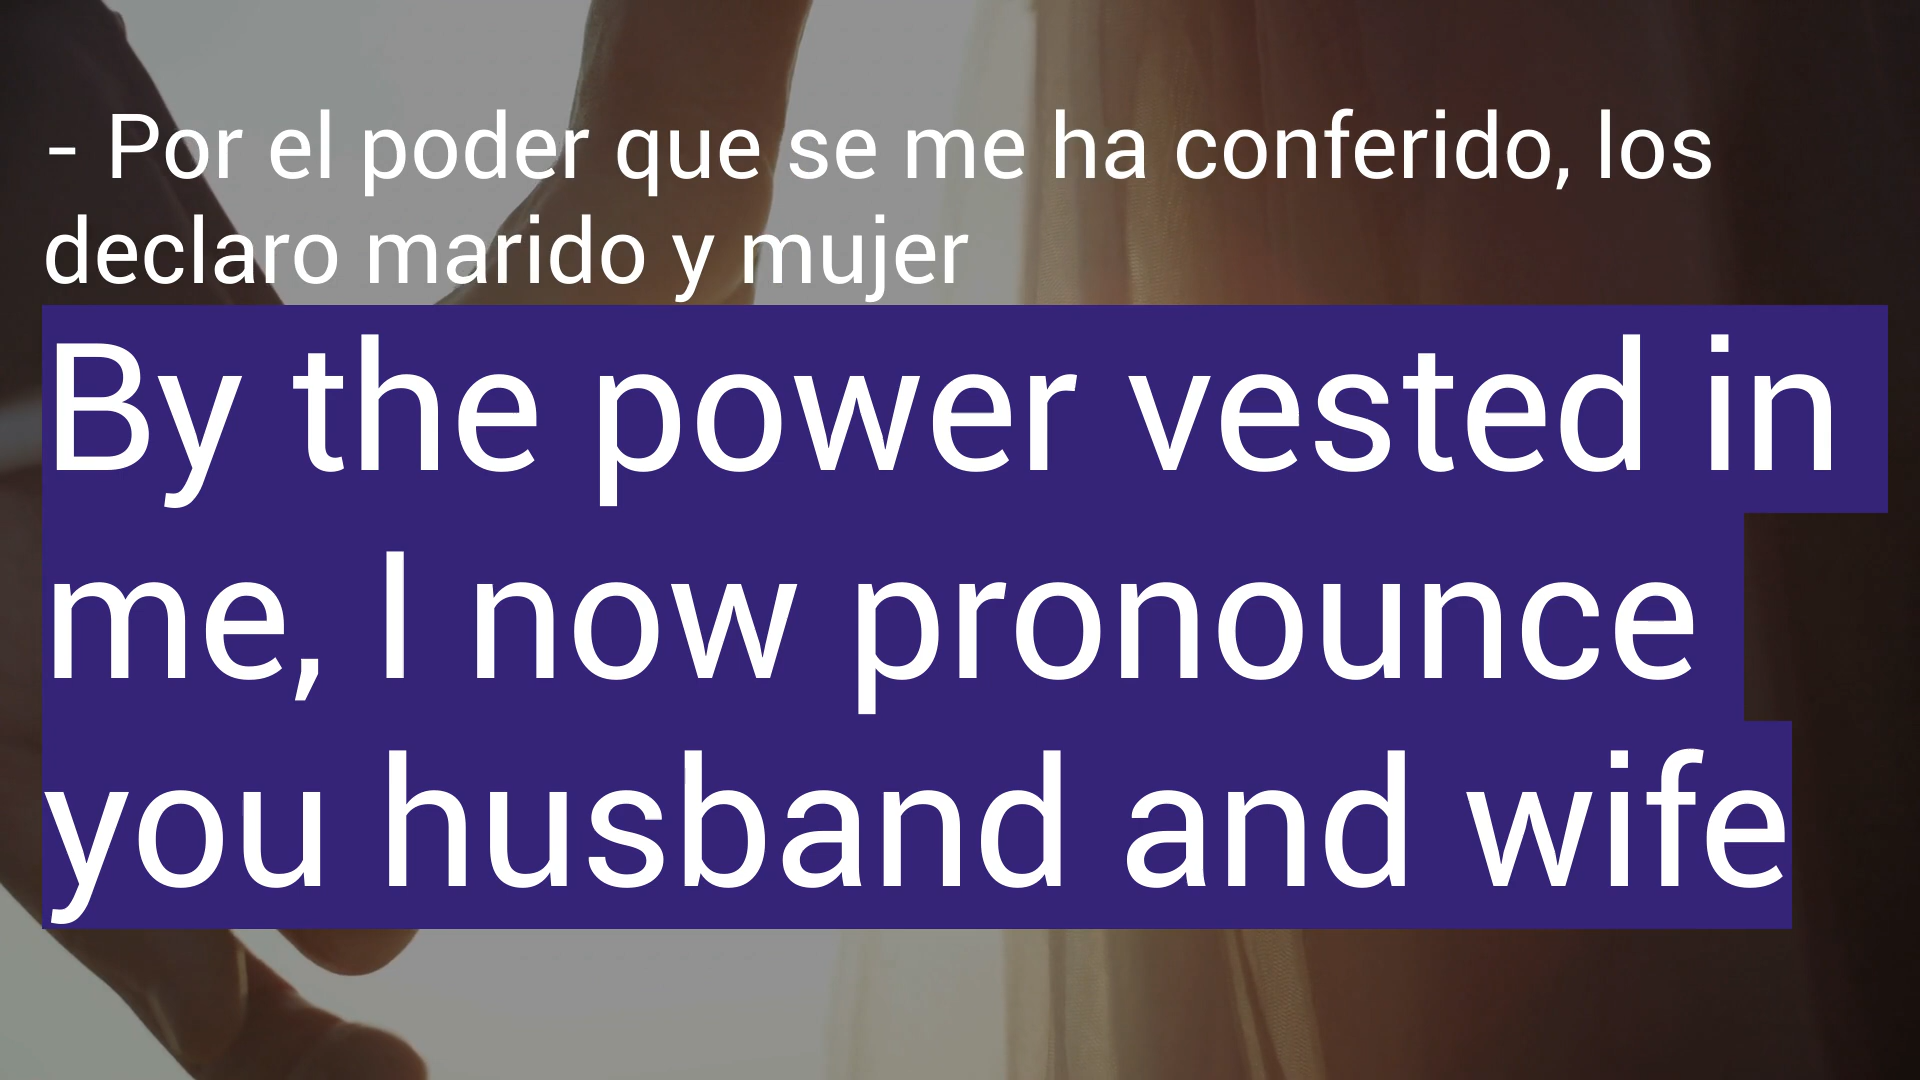 - Por el poder que se me ha conferido, los
declaro marido y mujer
By the power vested in
me, I now pronounce
you husband and wife